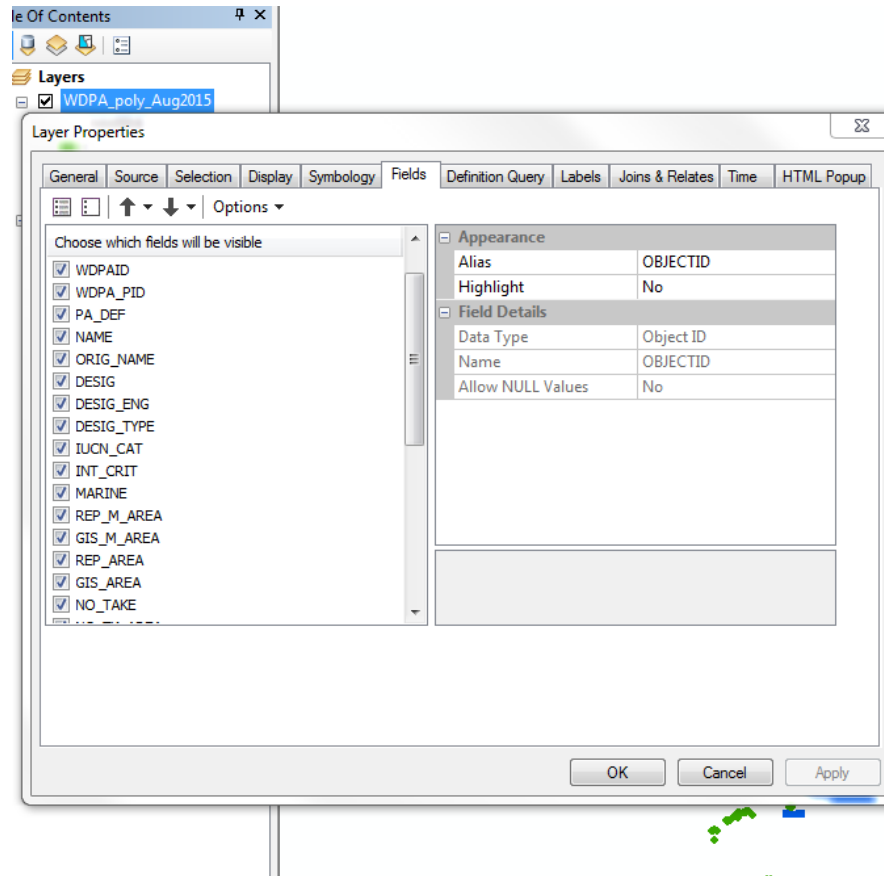 le Of Contents
Layers
WDPA_poly_Aug2015
Layer Properties
General Source Selection Display Symbology Fields Definition Query Labels Joins & Relates Time HTML Popup
Options
Choose which fields will be visible
WDPAID
WDPA_PID
PA_DEF
NAME
ORIG_NAME
DESIG
DESIG_ENG
DESIG_TYPE
IUCN_CAT
INT_CRIT
MARINE
REP_M_AREA
GIS_M_AREA
REP_AREA
GIS_AREA
NO_TAKE
Appearance
Alias OBJECTID
Highlight No
Field Details
Data Type Object ID
Name OBJECTID
Allow NULL Values No
OK Cancel Apply